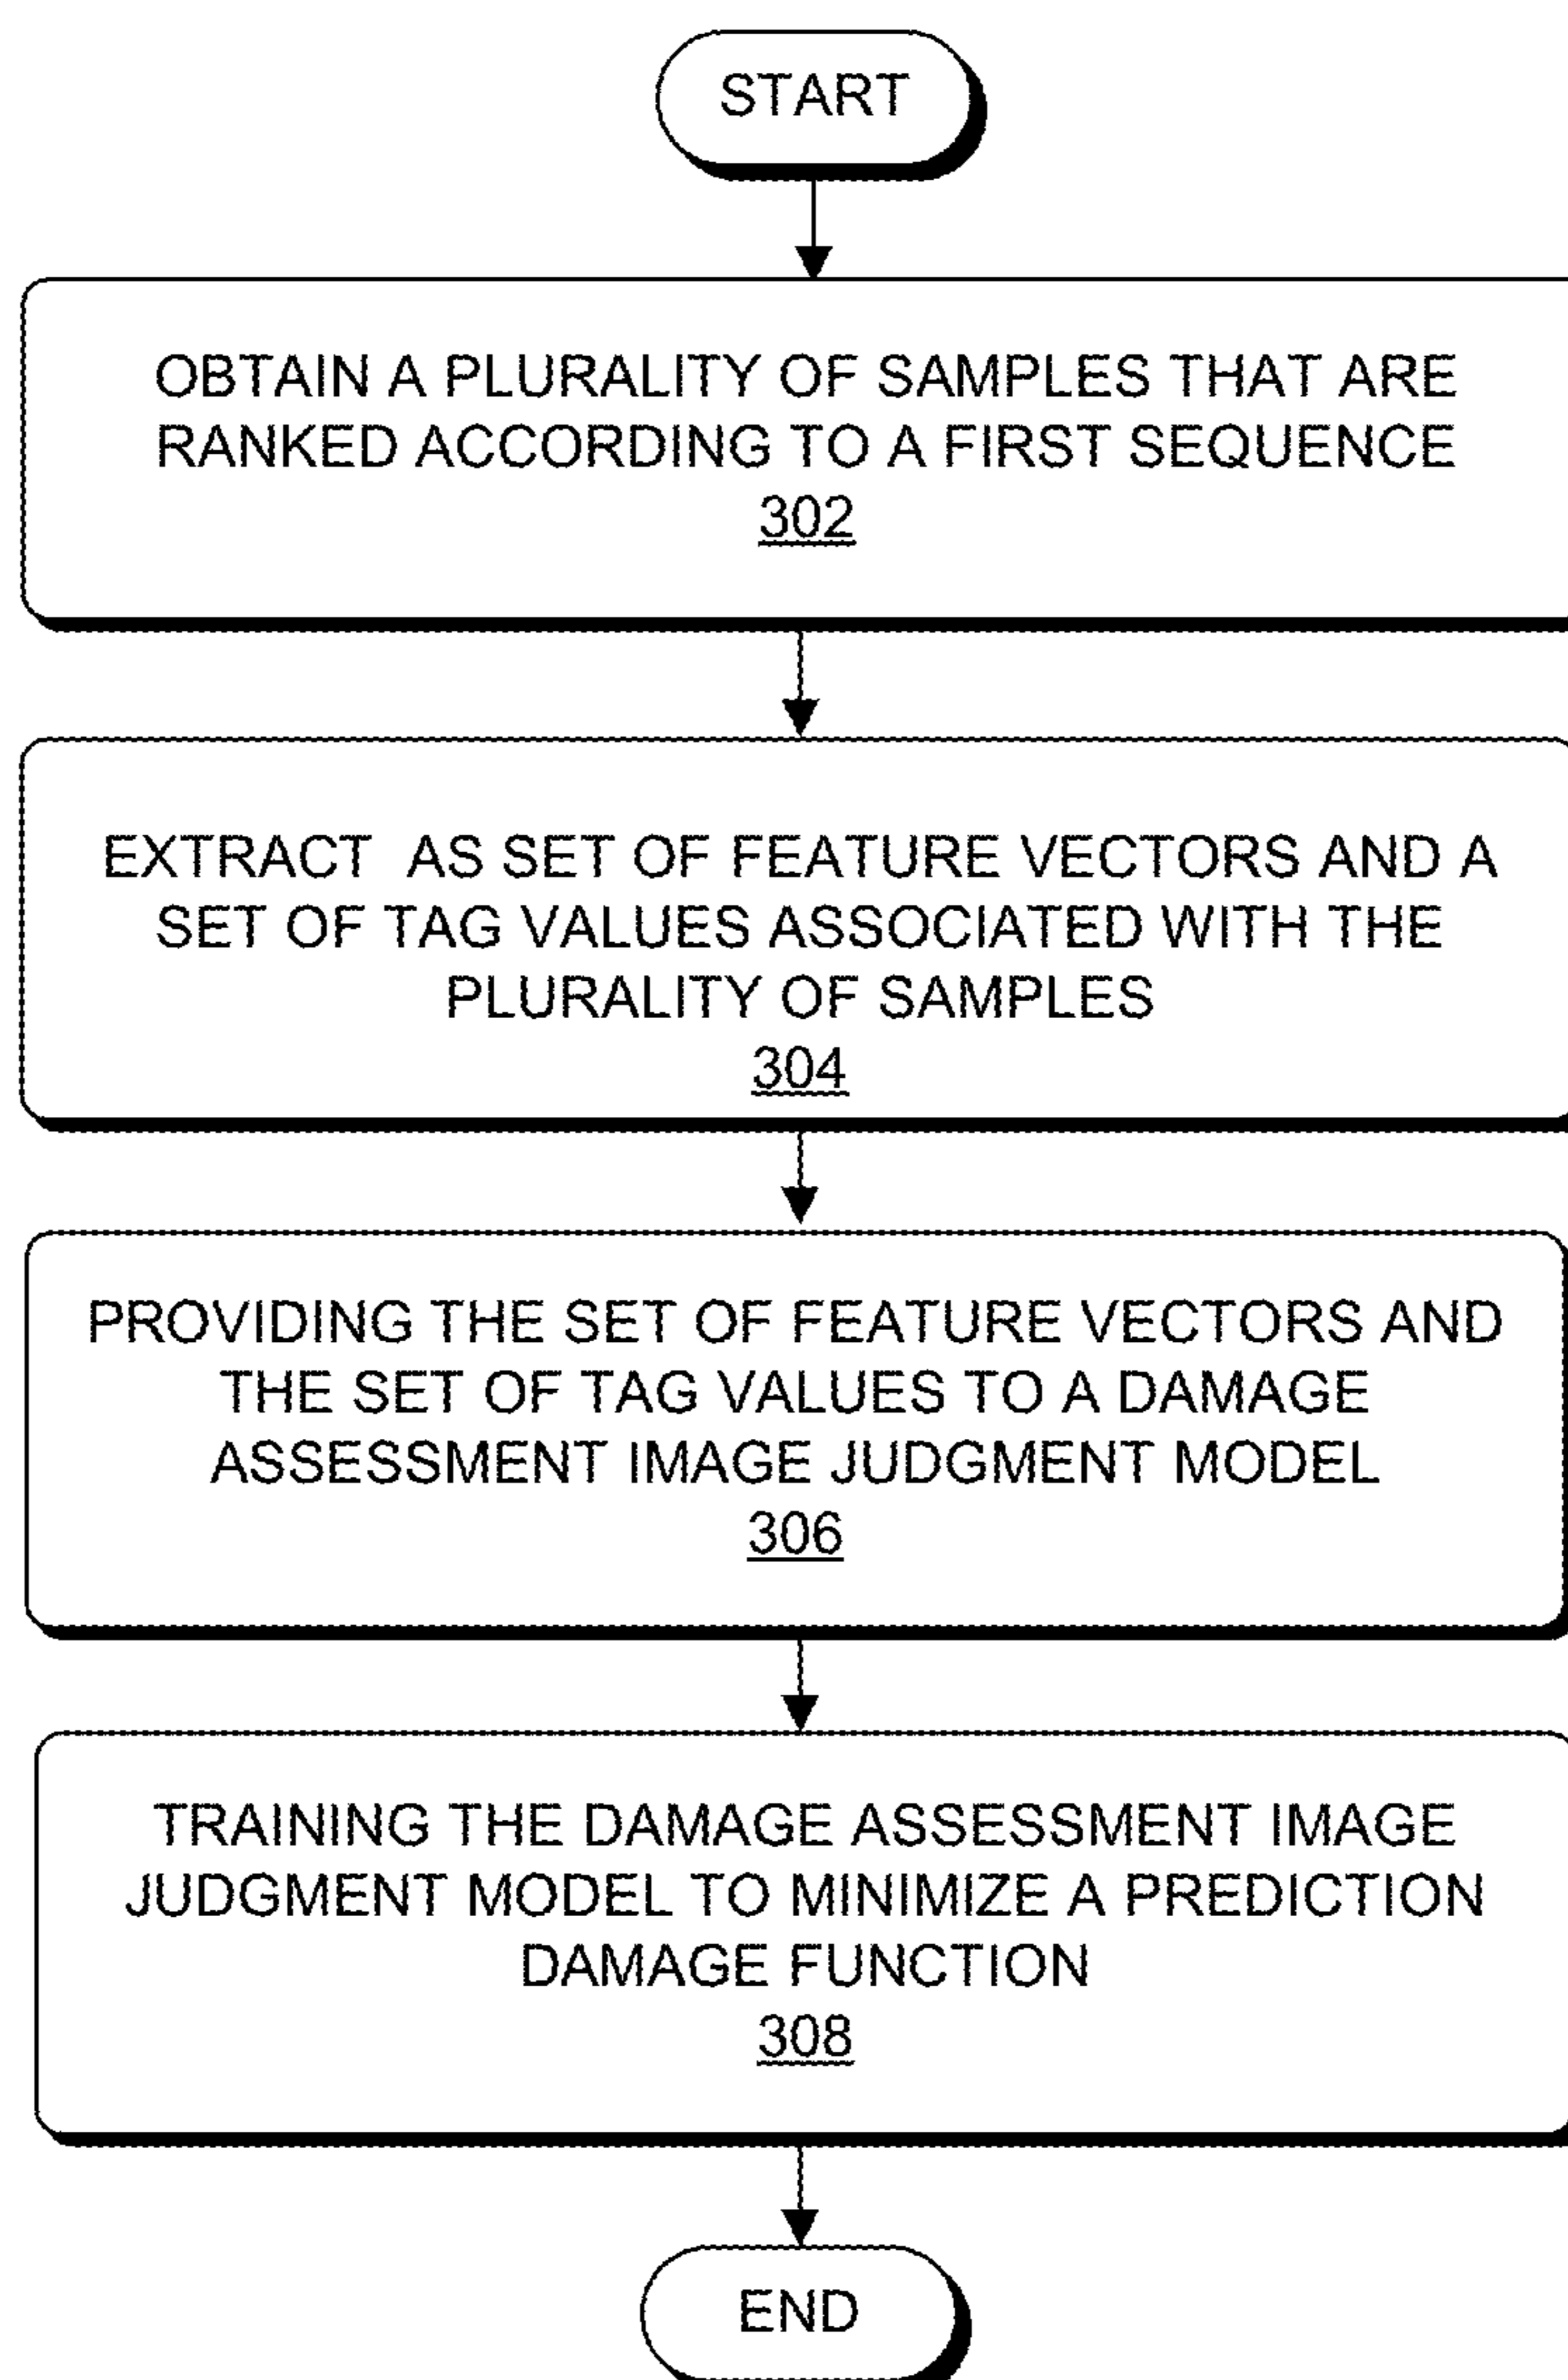 START
OBTAIN A PLURALITY OF SAMPLES THAT ARE
RANKED ACCORDING TO A FIRST SEQUENCE
302
EXTRACT AS SET OF FEATURE VECTORS AND A
SET OF TAG VALUES ASSOCIATED WITH THE
PLURALITY OF SAMPLES
304
PROVIDING THE SET OF FEATURE VECTORS AND
THE SET OF TAG VALUES TO A DAMAGE
ASSESSMENT IMAGE JUDGMENT MODEL
306
TRAINING THE DAMAGE ASSESSMENT IMAGE
JUDGMENT MODEL TO MINIMIZE A PREDICTION
DAMAGE FUNCTION
308
END